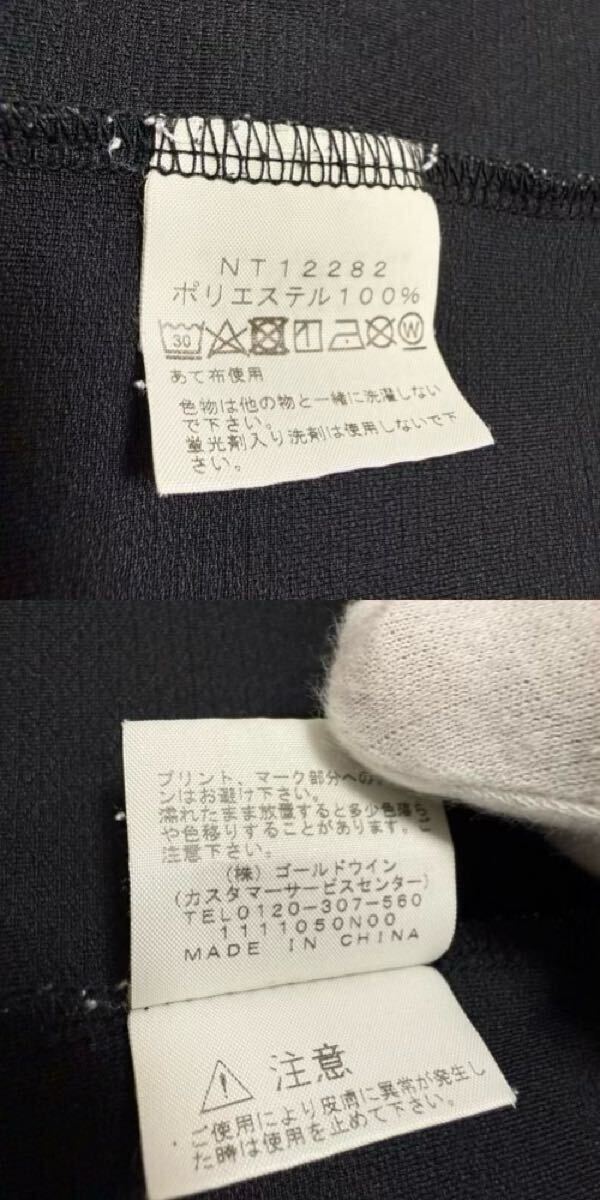 NT12282
ポリエステル100%
30 W
あて布使用
色物は他の物と一緒に洗濯しない
で下さい。
蛍光剤入り洗剤は使用しないで下
さい。
プリント、マーク部分への
ンはお避け下さい。
濡れたまま放置すると多少色落ち
や色移りすることがあります。ご
注意下さい。
(株)ゴールドウイン
(カスタマーサービスセンター)
TEL0120-307-560
1111050N00
MADE IN CHINA
注意
ご使用により皮膚に異常が発生し
た時は使用を止めて下さい。